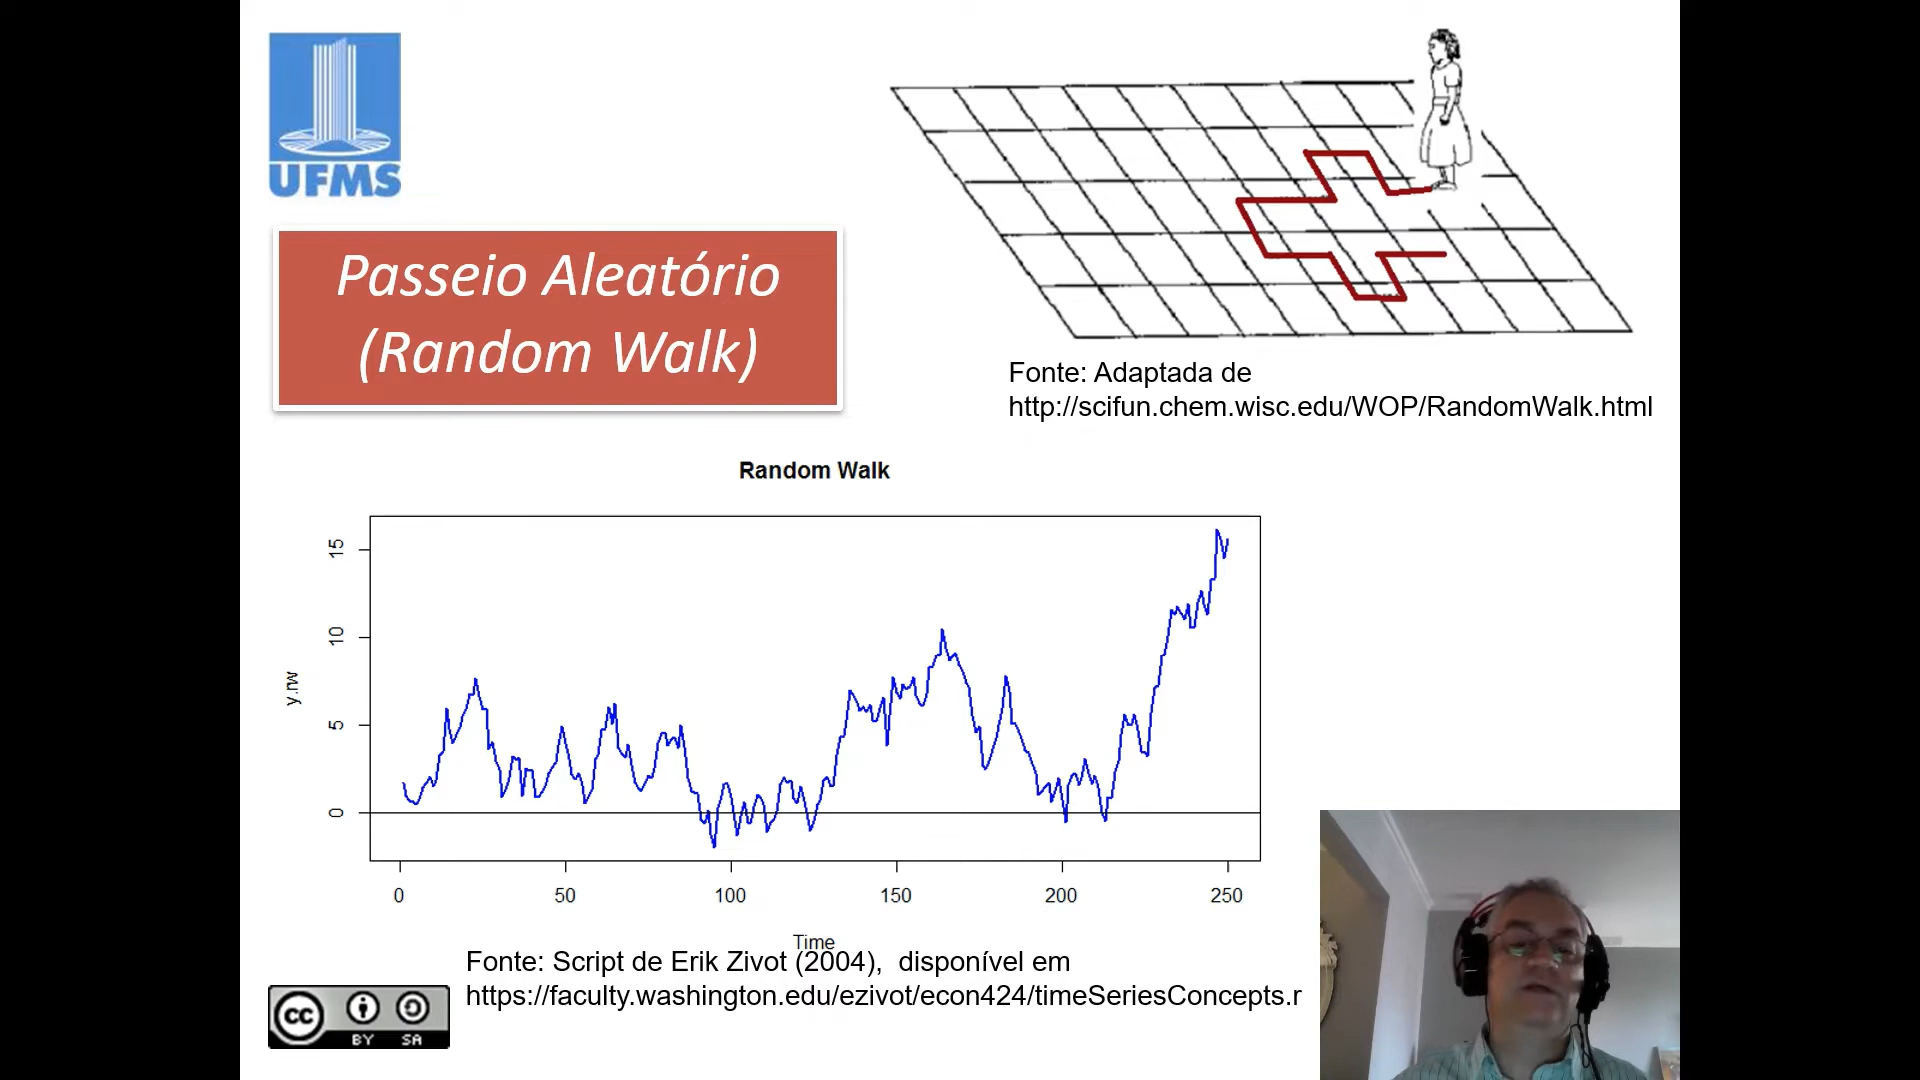 UFMS
Passeio Aleatório
(Random Walk)
Fonte: Adaptada de
http://scifun.chem.wisc.edu/WOP/RandomWalk.html
Random Walk
y.rw
15
10
5
0
0 50 100 150 200 250
Time
Fonte: Script de Erik Zivot (2004), disponível em
https://faculty.washington.edu/ezivot/econ424/timeSeriesConcepts.r
cc
BY SA